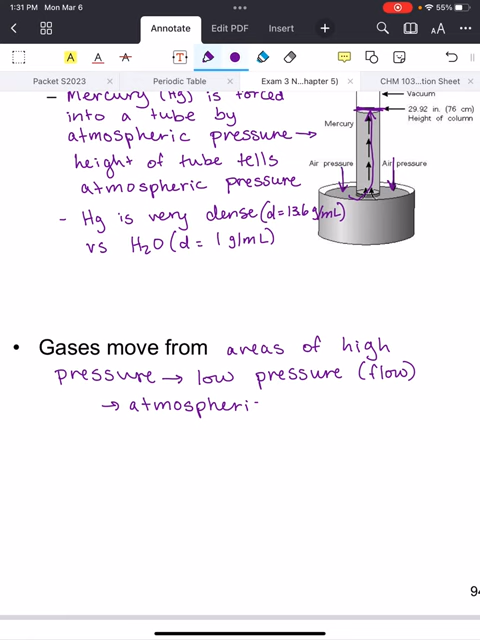 1:31 PM Mon Mar 6
55%
Annotate
Edit PDF
Insert
Packet S2023
Periodic Table
Exam 3 N...hapter 5)
CHM 103...tion Sheet
– Mercury (Hg) is forced
into a tube by
atmospheric pressure →
height of tube tells
atmospheric pressure
- Hg is very dense (d=13.6 g/mL)
vs H₂O (d = 1 g/mL)
Vacuum
29.92 in. (76 cm)
Height of column
Mercury
Air pressure
Air pressure
• Gases move from areas of high
pressure → low pressure (flow)
→ atmospheri
94